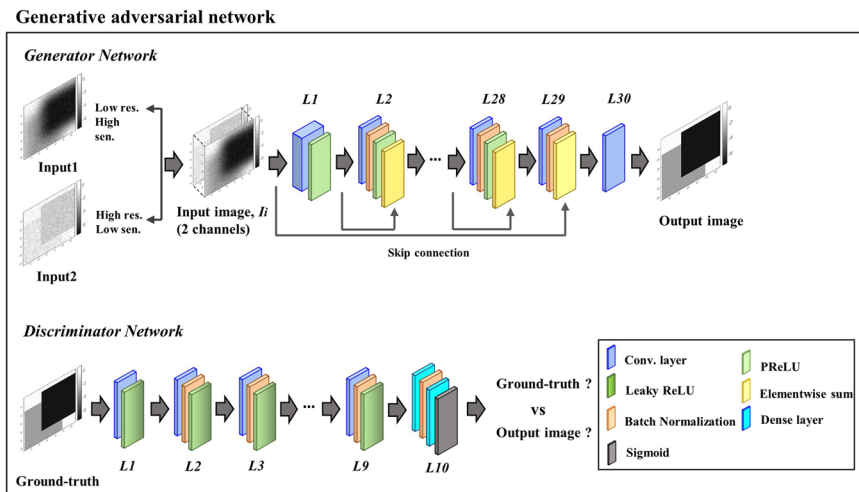 Generative adversarial network
Generator Network
Low res.
High
sen.
Input1
High res.
Low sen.
Input2
Input image, Ii
(2 channels)
L1
L2
...
L28
L29
L30
Skip connection
Output image
Discriminator Network
Ground-truth
L1
L2
L3
...
L9
L10
Ground-truth ?
vs
Output image ?
Conv. layer
PReLU
Leaky ReLU
Elementwise sum
Batch Normalization
Dense layer
Sigmoid